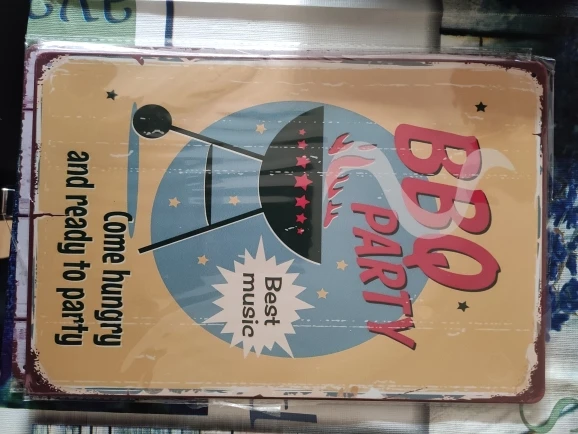 BBQ
PARTY
Best
music
Come hungry
and ready to party